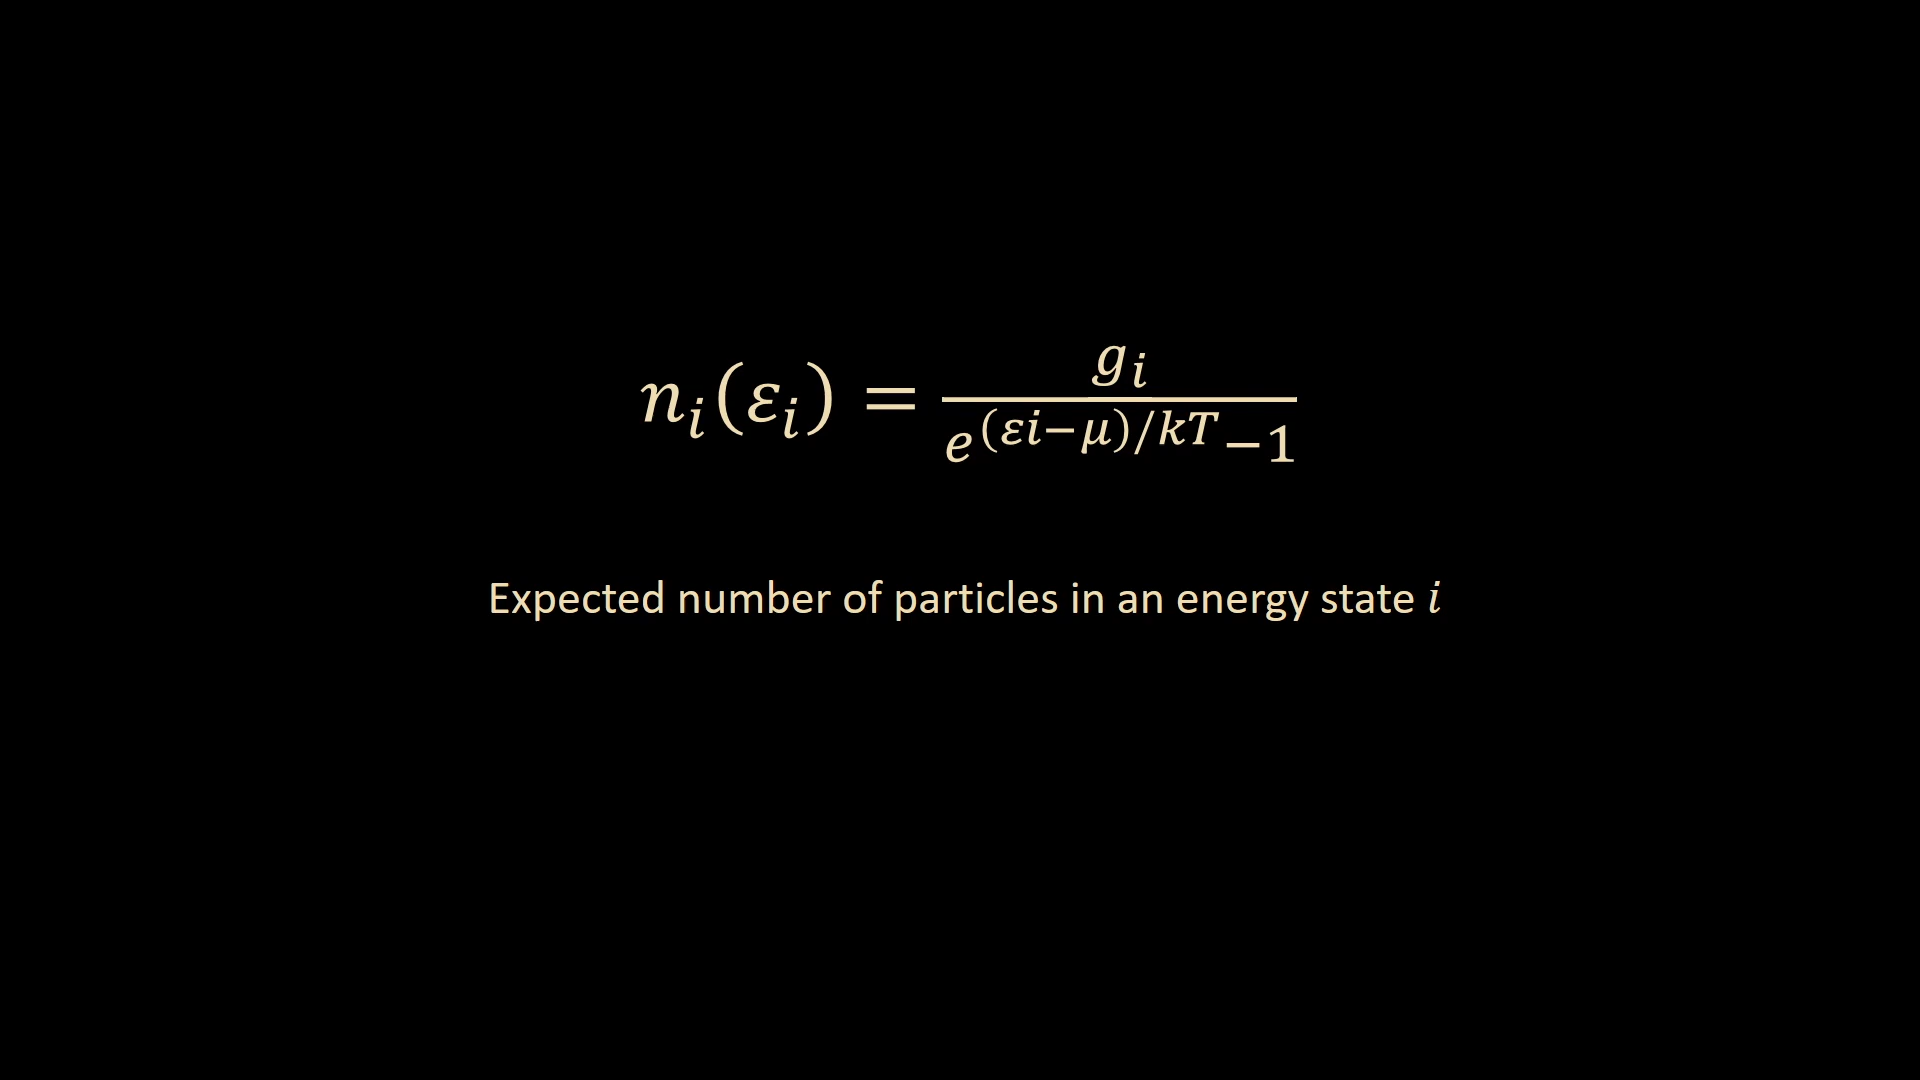 nᵢ(εᵢ) = gᵢ / e^(εi−μ)/kT −1
Expected number of particles in an energy state i